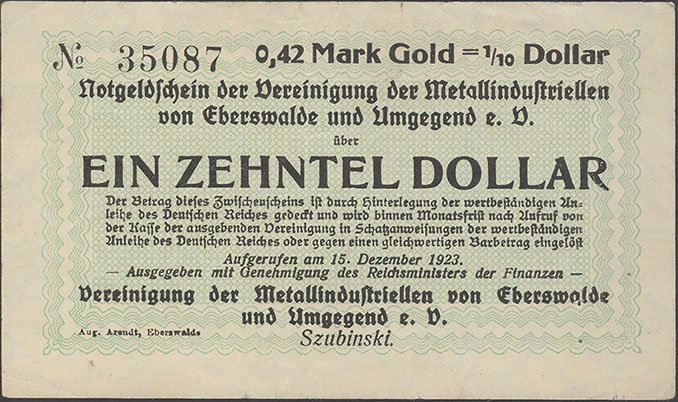 № 35087 0,42 Mark Gold = 1/10 Dollar
Notgeldschein der Vereinigung der Metallindustriellen
von Eberswalde und Umgegend e. V.
über
EIN ZEHNTEL DOLLAR
Der Betrag dieses Zwischenscheins ist durch Hinterlegung der wertbeständigen An-
leihe des Deutschen Reiches gedeckt und wird binnen Monatsfrist nach Aufruf von
der Kasse der ausgebenden Vereinigung in Schatzanweisungen der wertbeständigen
Anleihe des Deutschen Reiches oder gegen einen gleichwertigen Barbetrag eingelöst
Aufgerufen am 15. Dezember 1923.
— Ausgegeben mit Genehmigung des Reichsministers der Finanzen —
Vereinigung der Metallindustriellen von Eberswalde
und Umgegend e. V.
Aug. Arendt, Eberswalde
Szubinski.